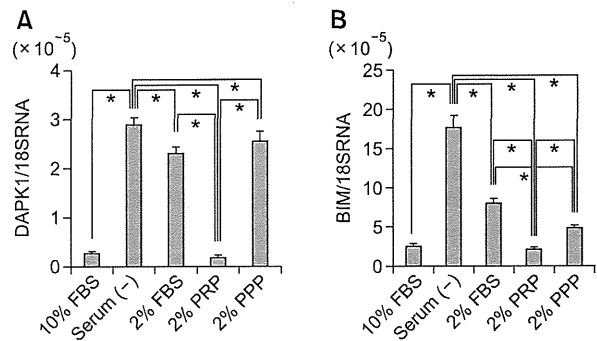 A
(×10⁻⁵)
DAPK1/18SRNA
4
3
2
1
0
* * * * *
10% FBS
Serum (−)
2% FBS
2% PRP
2% PPP
B
(×10⁻⁵)
BIM/18SRNA
25
20
15
10
5
0
* * * *
* *
*
10% FBS
Serum (−)
2% FBS
2% PRP
2% PPP